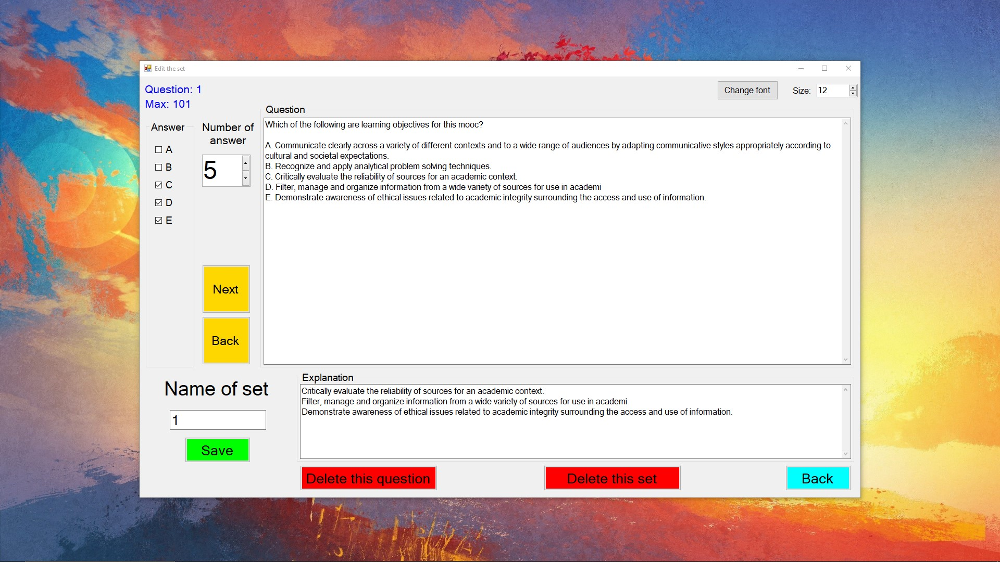 Edit the set
Question: 1
Max: 101
Change font
Size:
12
Answer
A
B
C
D
E
Number of
answer
5
Next
Back
Question
Which of the following are learning objectives for this mooc?
A. Communicate clearly across a variety of different contexts and to a wide range of audiences by adapting communicative styles appropriately according to
cultural and societal expectations.
B. Recognize and apply analytical problem solving techniques.
C. Critically evaluate the reliability of sources for an academic context.
D. Filter, manage and organize information from a wide variety of sources for use in academi
E. Demonstrate awareness of ethical issues related to academic integrity surrounding the access and use of information.
Name of set
1
Save
Explanation
Critically evaluate the reliability of sources for an academic context.
Filter, manage and organize information from a wide variety of sources for use in academi
Demonstrate awareness of ethical issues related to academic integrity surrounding the access and use of information.
Delete this question
Delete this set
Back